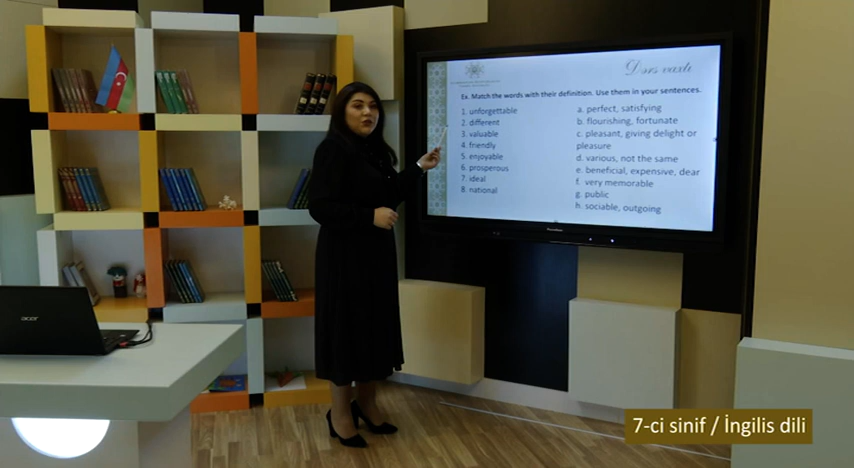 Dərs vaxtı
Ex. Match the words with their definition. Use them in your sentences.
1. unforgettable
2. different
3. valuable
4. friendly
5. enjoyable
6. prosperous
7. ideal
8. national
a. perfect, satisfying
b. flourishing, fortunate
c. pleasant, giving delight or
pleasure
d. various, not the same
e. beneficial, expensive, dear
f. very memorable
g. public
h. sociable, outgoing
acer
7-ci sinif / İngilis dili